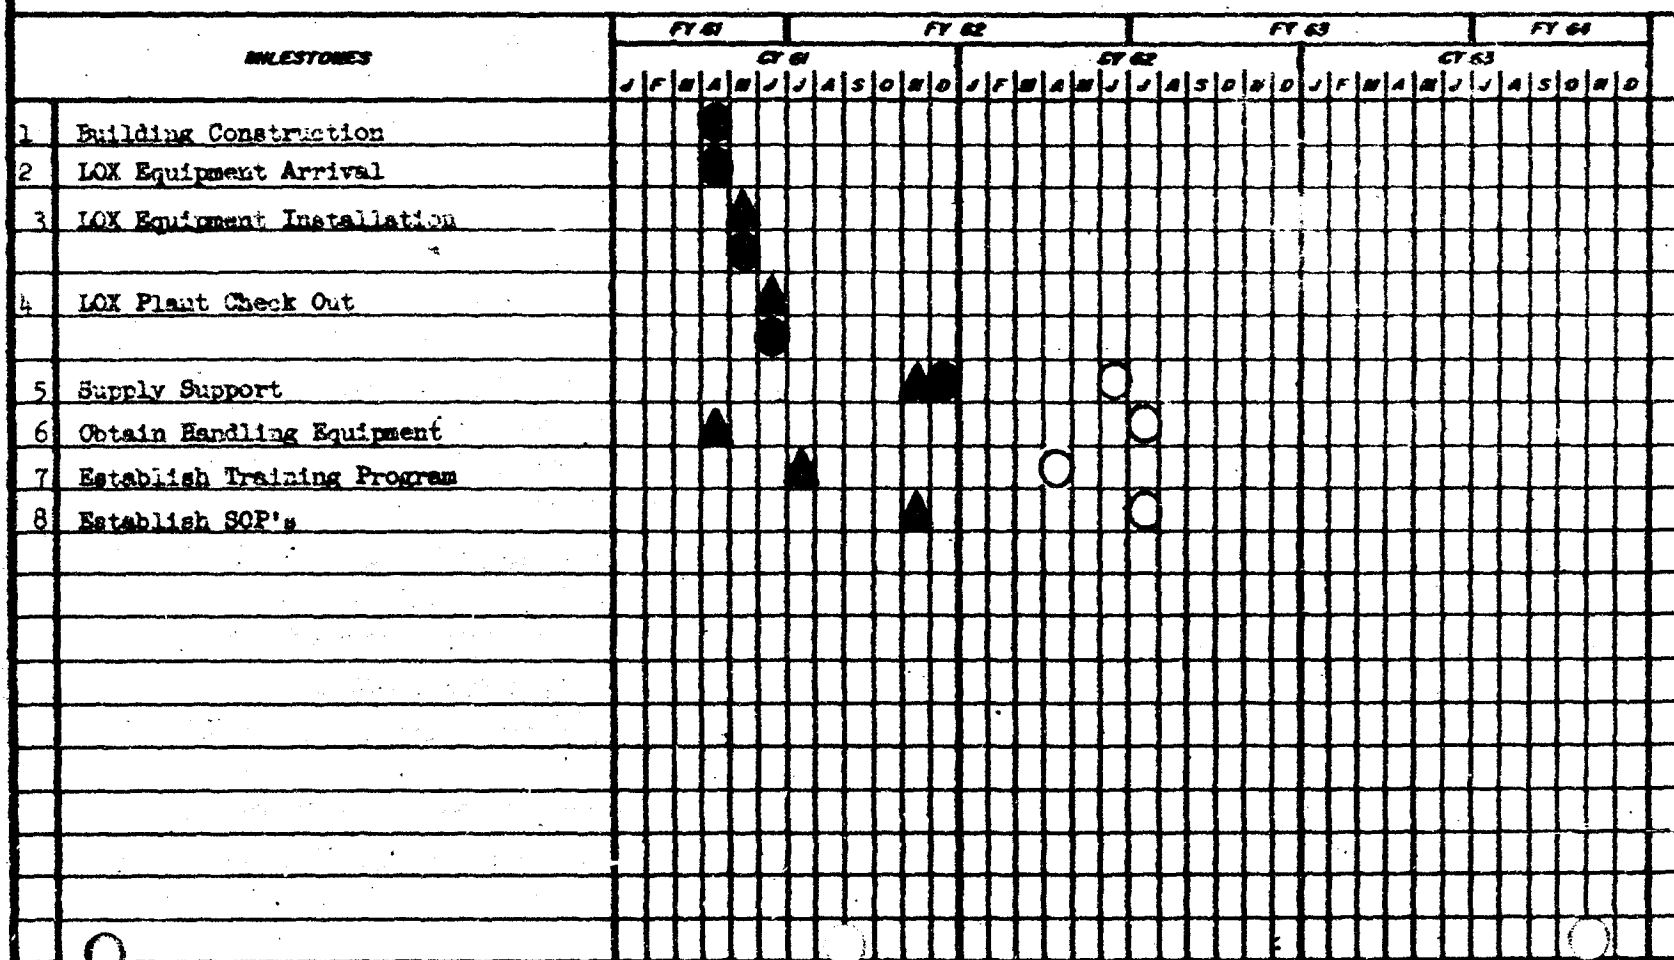 FY 61 FY 62 FY 63 FY 64
MILESTONES
CY 61 CY 62 CY 63
J F M A M J J A S O N D J F M A M J J A S O N D J F M A M J J A S O N D
1 Building Construction
2 LOX Equipment Arrival
3 LOX Equipment Installation
4 LOX Plant Check Out
5 Supply Support
6 Obtain Handling Equipment
7 Establish Training Program
8 Establish SOP's